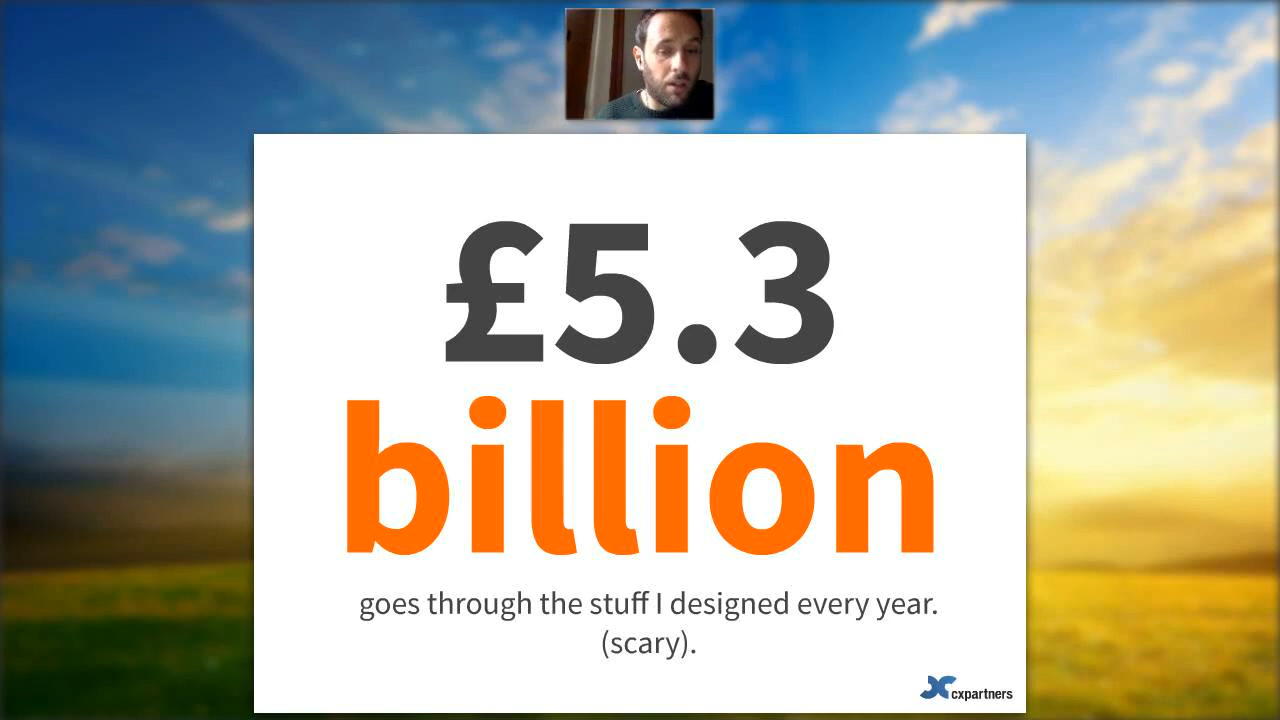 £5.3
billion
goes through the stuff I designed every year.
(scary).
cxpartners